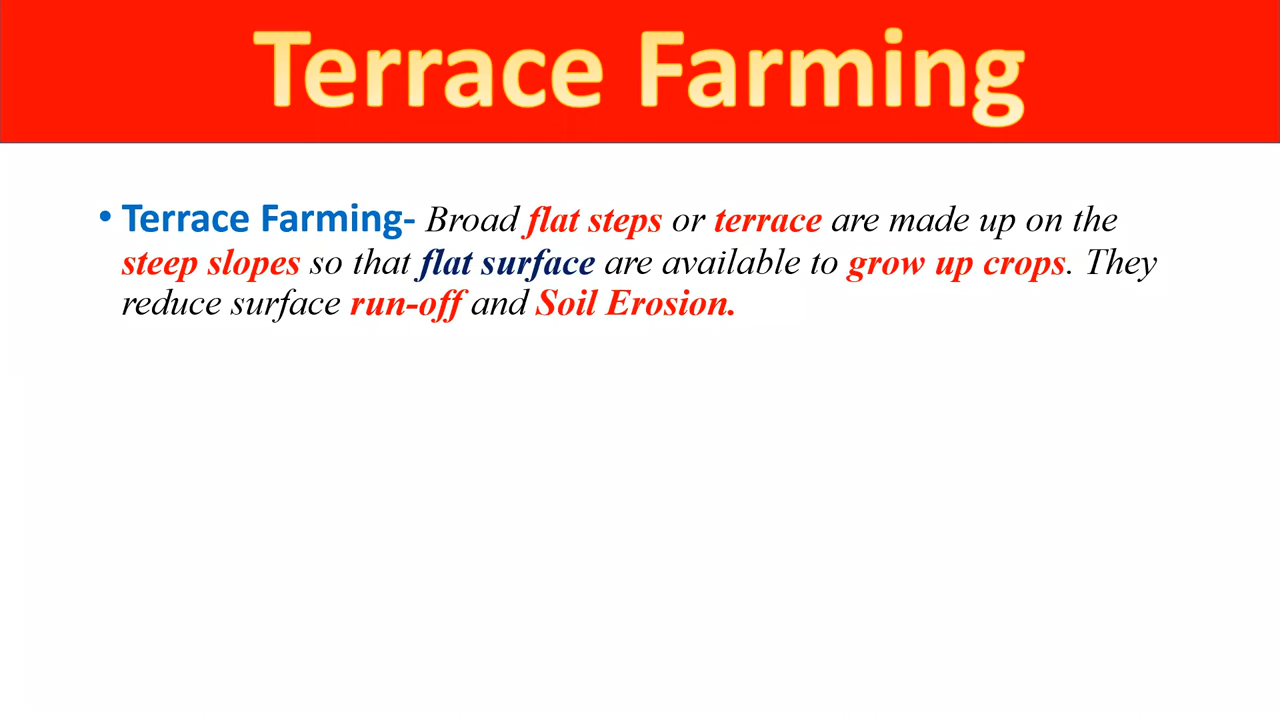 Terrace Farming
• Terrace Farming- Broad flat steps or terrace are made up on the
steep slopes so that flat surface are available to grow up crops. They
reduce surface run-off and Soil Erosion.